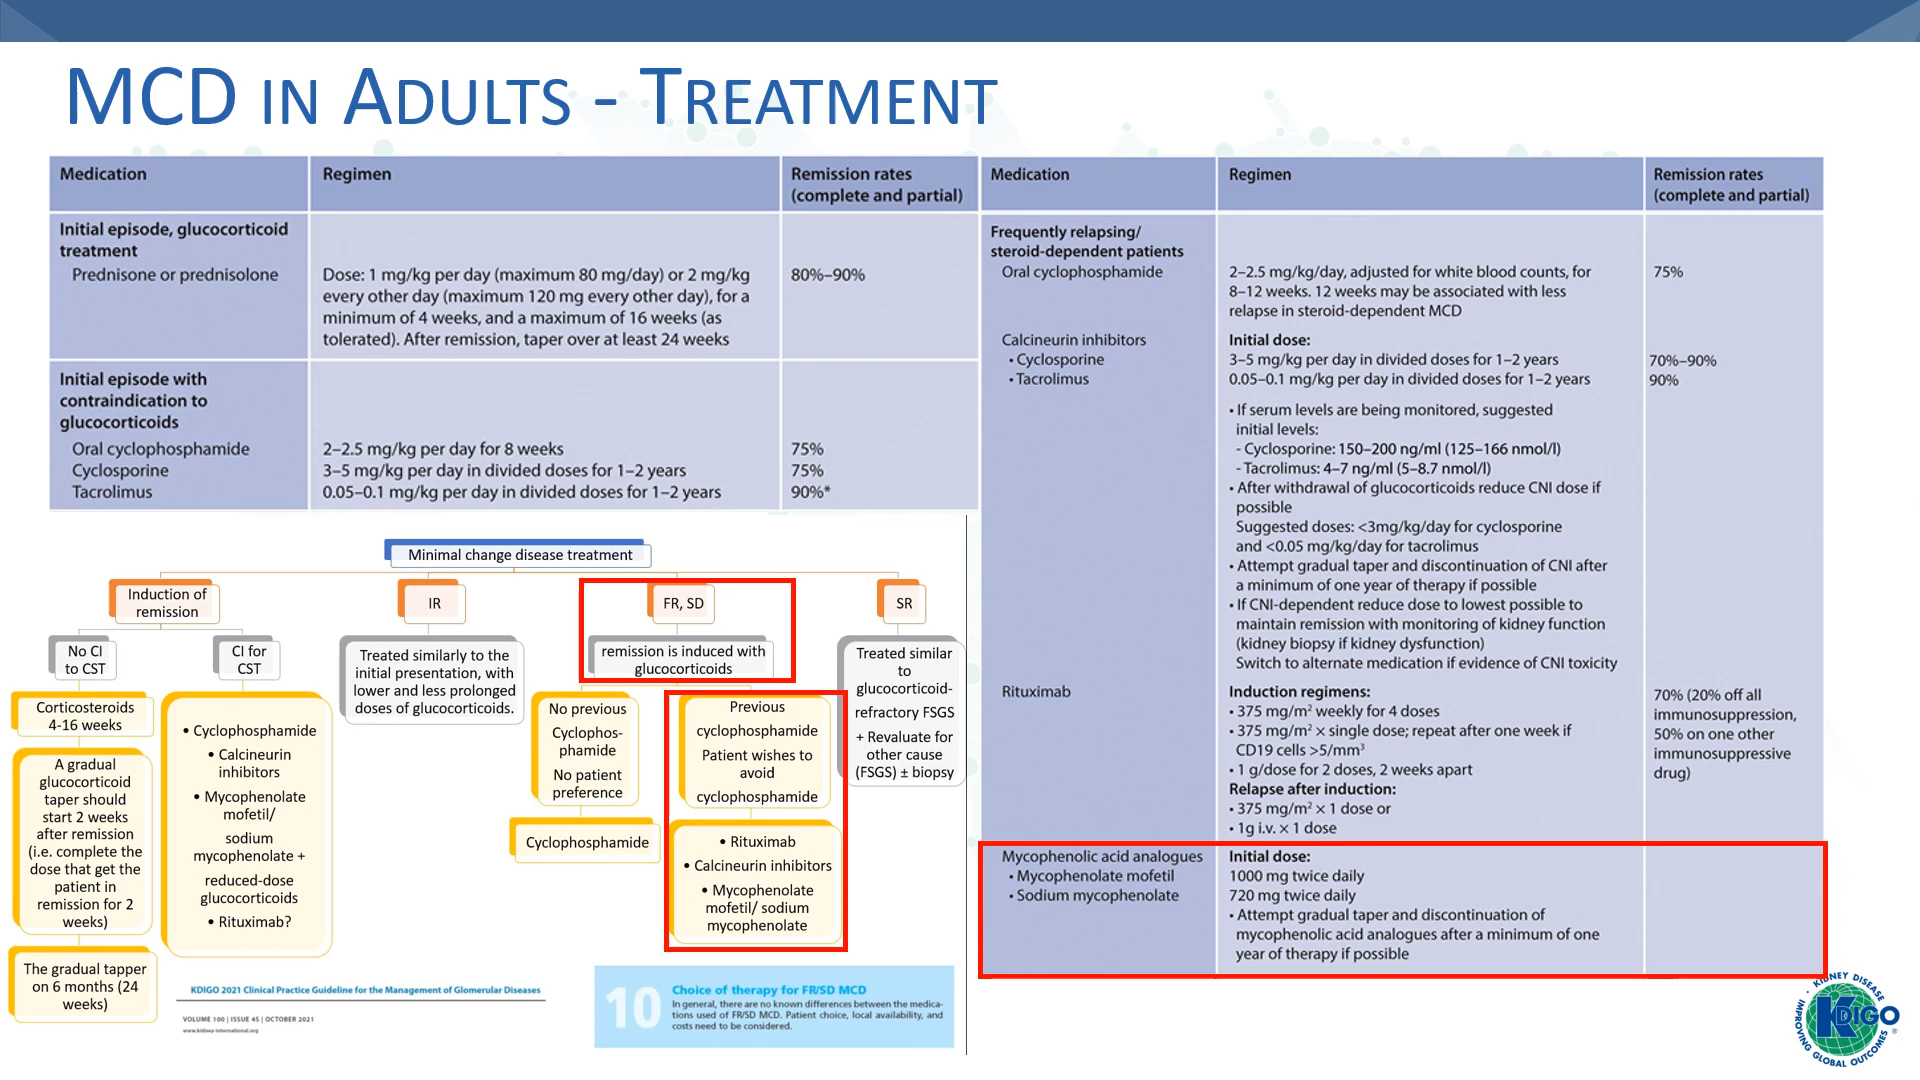 MCD IN ADULTS - TREATMENT
Medication
Regimen
Remission rates
(complete and partial)
Initial episode, glucocorticoid
treatment
Prednisone or prednisolone
Dose: 1 mg/kg per day (maximum 80 mg/day) or 2 mg/kg
every other day (maximum 120 mg every other day), for a
minimum of 4 weeks, and a maximum of 16 weeks (as
tolerated). After remission, taper over at least 24 weeks
80%–90%
Initial episode with
contraindication to
glucocorticoids
Oral cyclophosphamide
2–2.5 mg/kg per day for 8 weeks
75%
Cyclosporine
3–5 mg/kg per day in divided doses for 1–2 years
75%
Tacrolimus
0.05–0.1 mg/kg per day in divided doses for 1–2 years
90%*
Minimal change disease treatment
Induction of
remission
No CI
to CST
Corticosteroids
4-16 weeks
A gradual
glucocorticoid
taper should
start 2 weeks
after remission
(i.e. complete the
dose that get the
patient in
remission for 2
weeks)
The gradual tapper
on 6 months (24
weeks)
CI for
CST
• Cyclophosphamide
• Calcineurin
inhibitors
• Mycophenolate
mofetil/
sodium
mycophenolate +
reduced-dose
glucocorticoids
• Rituximab?
IR
Treated similarly to the
initial presentation, with
lower and less prolonged
doses of glucocorticoids.
FR, SD
remission is induced with
glucocorticoids
No previous
Cyclophos-
phamide
No patient
preference
Cyclophosphamide
Previous
cyclophosphamide
Patient wishes to
avoid
cyclophosphamide
• Rituximab
• Calcineurin inhibitors
• Mycophenolate
mofetil/ sodium
mycophenolate
SR
Treated similar
to
glucocorticoid-
refractory FSGS
+ Revaluate for
other cause
(FSGS) ± biopsy
KDIGO 2021 Clinical Practice Guideline for the Management of Glomerular Diseases
VOLUME 100 | ISSUE 4S | OCTOBER 2021
www.kidney-international.org
10
Choice of therapy for FR/SD MCD
In general, there are no known differences between the medica-
tions used of FR/SD MCD. Patient choice, local availability, and
costs need to be considered.
Medication
Regimen
Remission rates
(complete and partial)
Frequently relapsing/
steroid-dependent patients
Oral cyclophosphamide
2–2.5 mg/kg/day, adjusted for white blood counts, for
8–12 weeks. 12 weeks may be associated with less
relapse in steroid-dependent MCD
75%
Calcineurin inhibitors
• Cyclosporine
• Tacrolimus
Initial dose:
3–5 mg/kg per day in divided doses for 1–2 years
0.05–0.1 mg/kg per day in divided doses for 1–2 years
70%–90%
90%
• If serum levels are being monitored, suggested
initial levels:
- Cyclosporine: 150–200 ng/ml (125–166 nmol/l)
- Tacrolimus: 4–7 ng/ml (5–8.7 nmol/l)
• After withdrawal of glucocorticoids reduce CNI dose if
possible
Suggested doses: <3mg/kg/day for cyclosporine
and <0.05 mg/kg/day for tacrolimus
• Attempt gradual taper and discontinuation of CNI after
a minimum of one year of therapy if possible
• If CNI-dependent reduce dose to lowest possible to
maintain remission with monitoring of kidney function
(kidney biopsy if kidney dysfunction)
Switch to alternate medication if evidence of CNI toxicity
Rituximab
Induction regimens:
• 375 mg/m² weekly for 4 doses
• 375 mg/m² × single dose; repeat after one week if
CD19 cells >5/mm³
• 1 g/dose for 2 doses, 2 weeks apart
Relapse after induction:
• 375 mg/m² × 1 dose or
• 1g i.v. × 1 dose
70% (20% off all
immunosuppression,
50% on one other
immunosuppressive
drug)
Mycophenolic acid analogues
• Mycophenolate mofetil
• Sodium mycophenolate
Initial dose:
1000 mg twice daily
720 mg twice daily
• Attempt gradual taper and discontinuation of
mycophenolic acid analogues after a minimum of one
year of therapy if possible
KIDNEY DISEASE
IMPROVING GLOBAL OUTCOMES
KDIGO
®